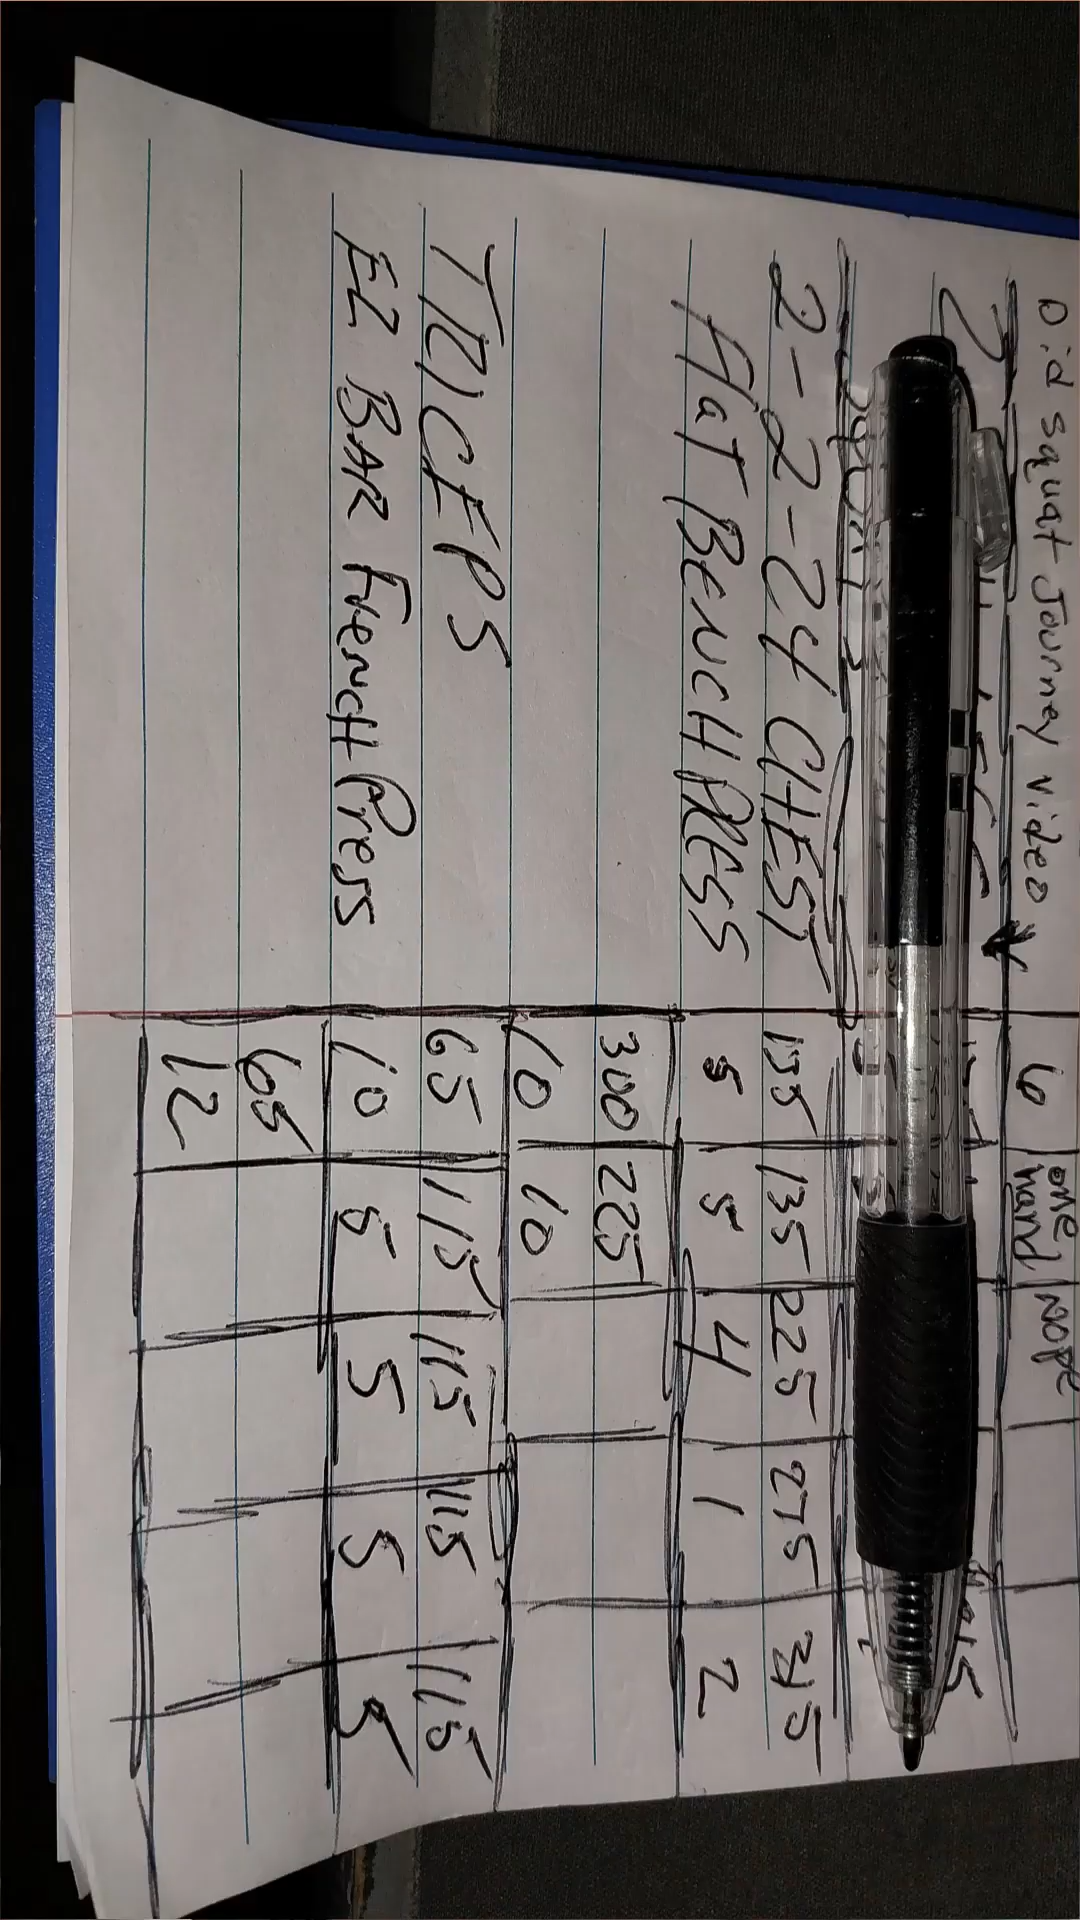 Did squat Journey video
6 one hand nope
2-2-24 CHEST 135 135 225 275 315
Flat BENCH PRESS 5 5 4 1 2
300 225
10 10
TRICEPS 65 115 115 115 115
EZ BAR FrencH Press 10 5 5 5 5
65
12